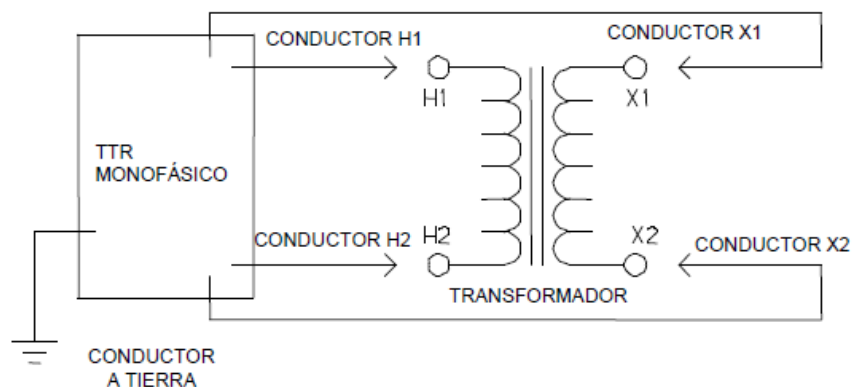 CONDUCTOR H1
CONDUCTOR X1
H1
X1
TTR
MONOFÁSICO
CONDUCTOR H2
H2
X2
CONDUCTOR X2
TRANSFORMADOR
CONDUCTOR
A TIERRA